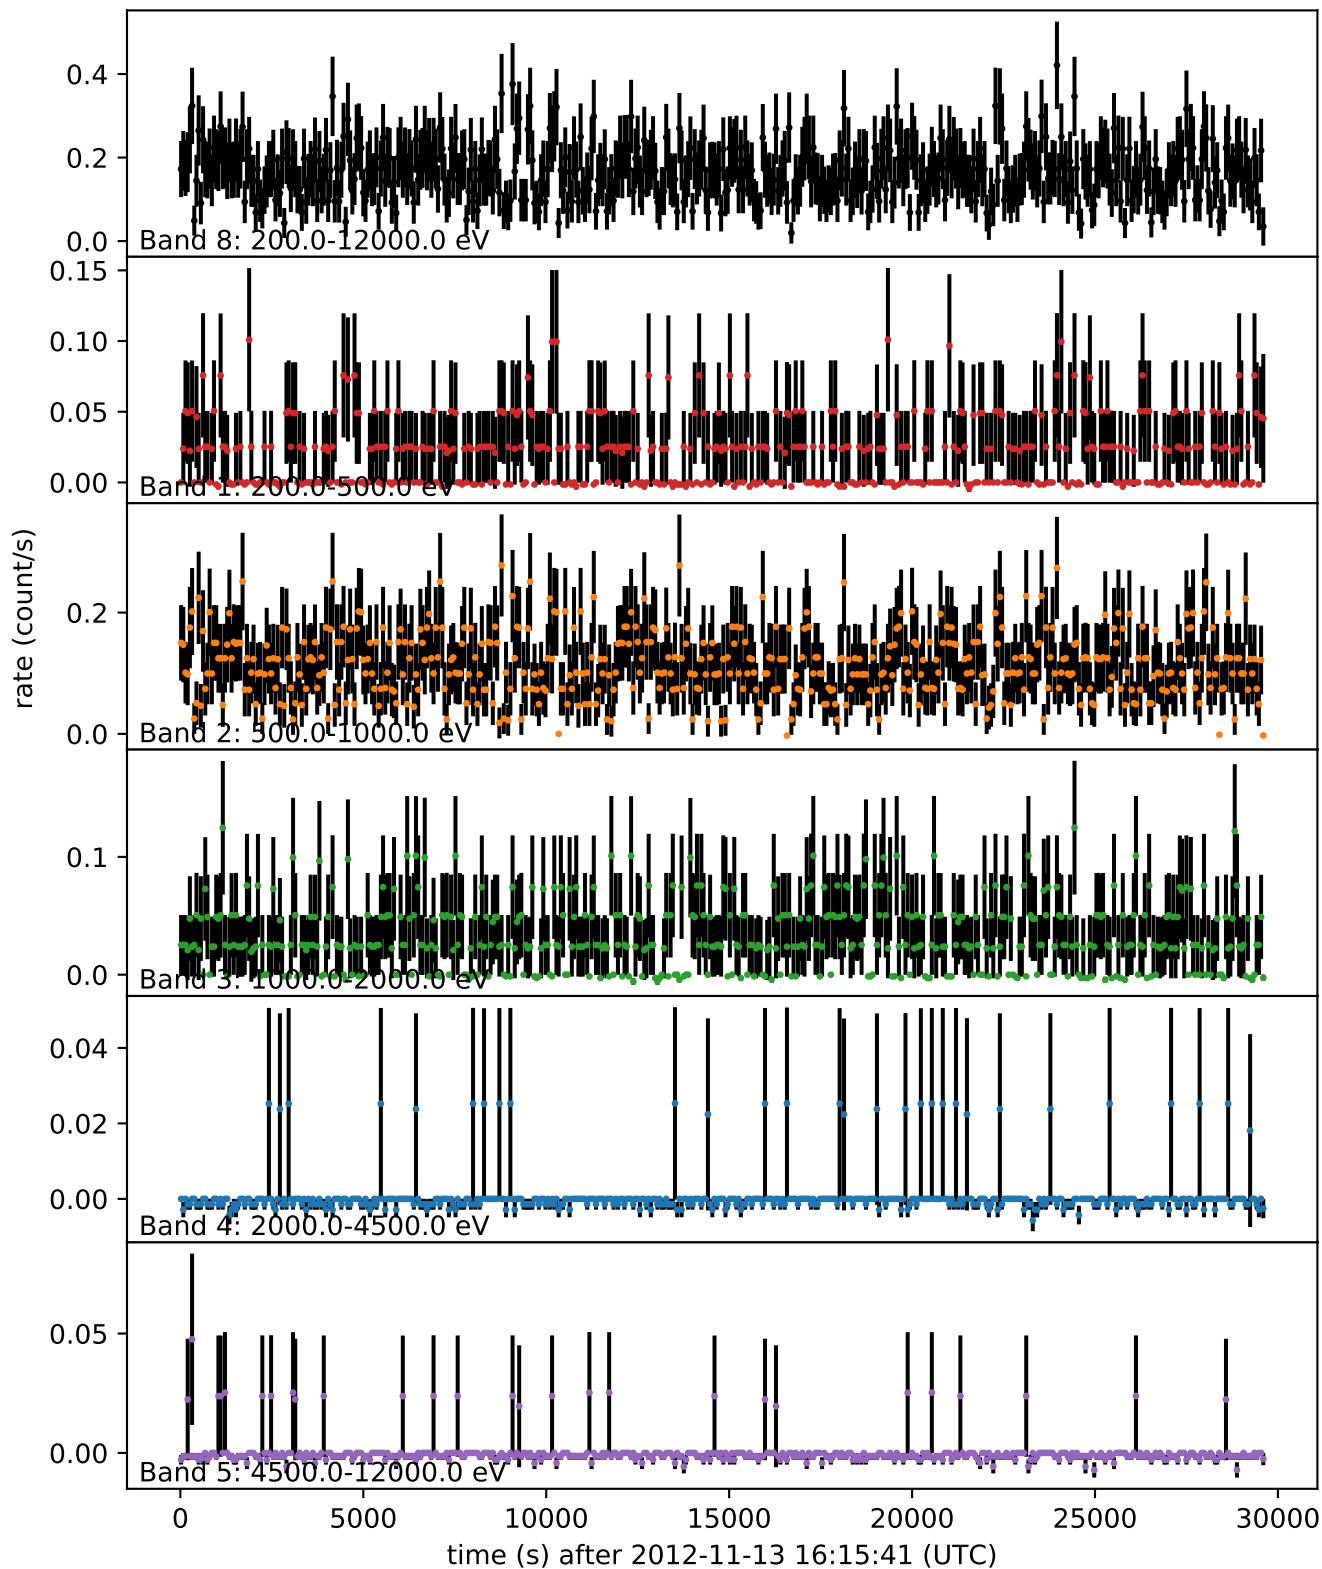 0.4
0.2
0.0
Band 8: 200.0-12000.0 eV
0.15
0.10
0.05
0.00
Band 1: 200.0-500.0 eV
rate (count/s)
0.2
0.0
Band 2: 500.0-1000.0 eV
0.1
0.0
Band 3: 1000.0-2000.0 eV
0.04
0.02
0.00
Band 4: 2000.0-4500.0 eV
0.05
0.00
Band 5: 4500.0-12000.0 eV
0 5000 10000 15000 20000 25000 30000
time (s) after 2012-11-13 16:15:41 (UTC)